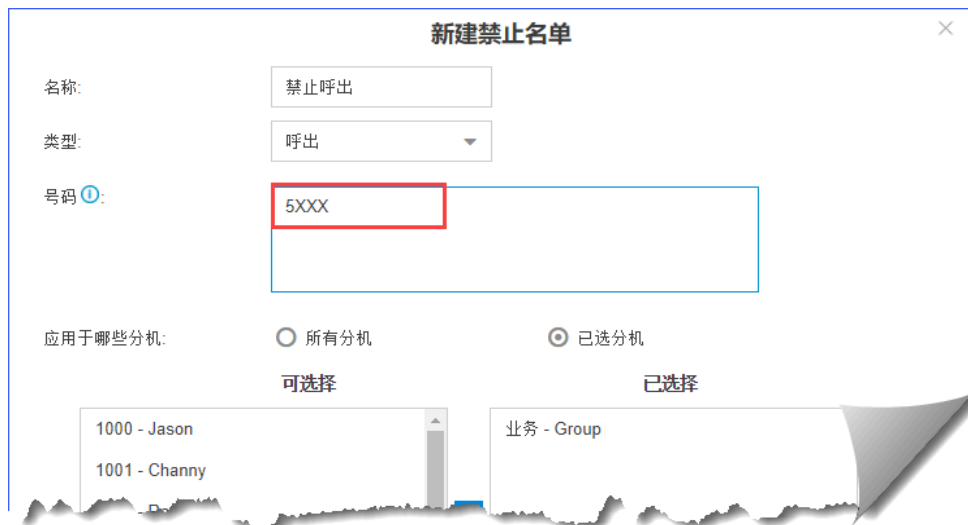 新建禁止名单
名称: 禁止呼出
类型: 呼出
号码 :
5XXX
应用于哪些分机: 所有分机 已选分机
可选择 已选择
1000 - Jason 业务 - Group
1001 - Channy